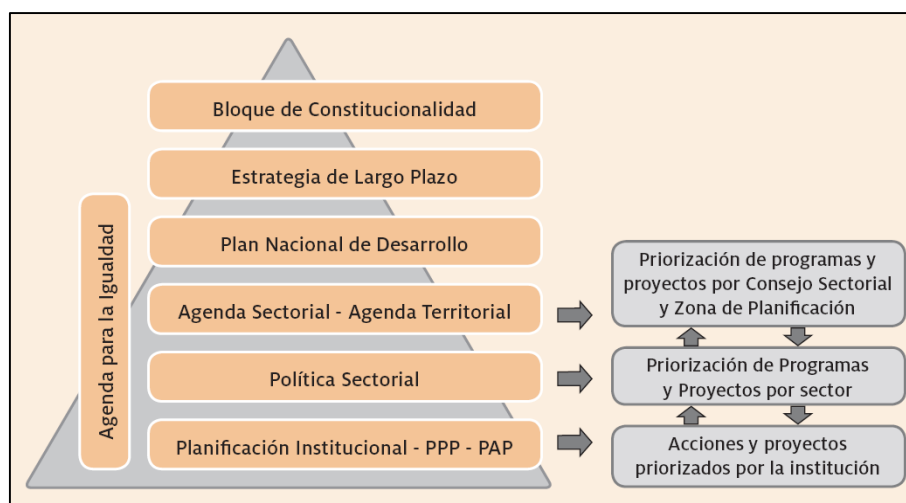 Bloque de Constitucionalidad
Estrategia de Largo Plazo
Plan Nacional de Desarrollo
Agenda Sectorial - Agenda Territorial
Política Sectorial
Planificación Institucional - PPP - PAP
Agenda para la Igualdad
Priorización de programas y
proyectos por Consejo Sectorial
y Zona de Planificación
Priorización de Programas
y Proyectos por sector
Acciones y proyectos
priorizados por la institución